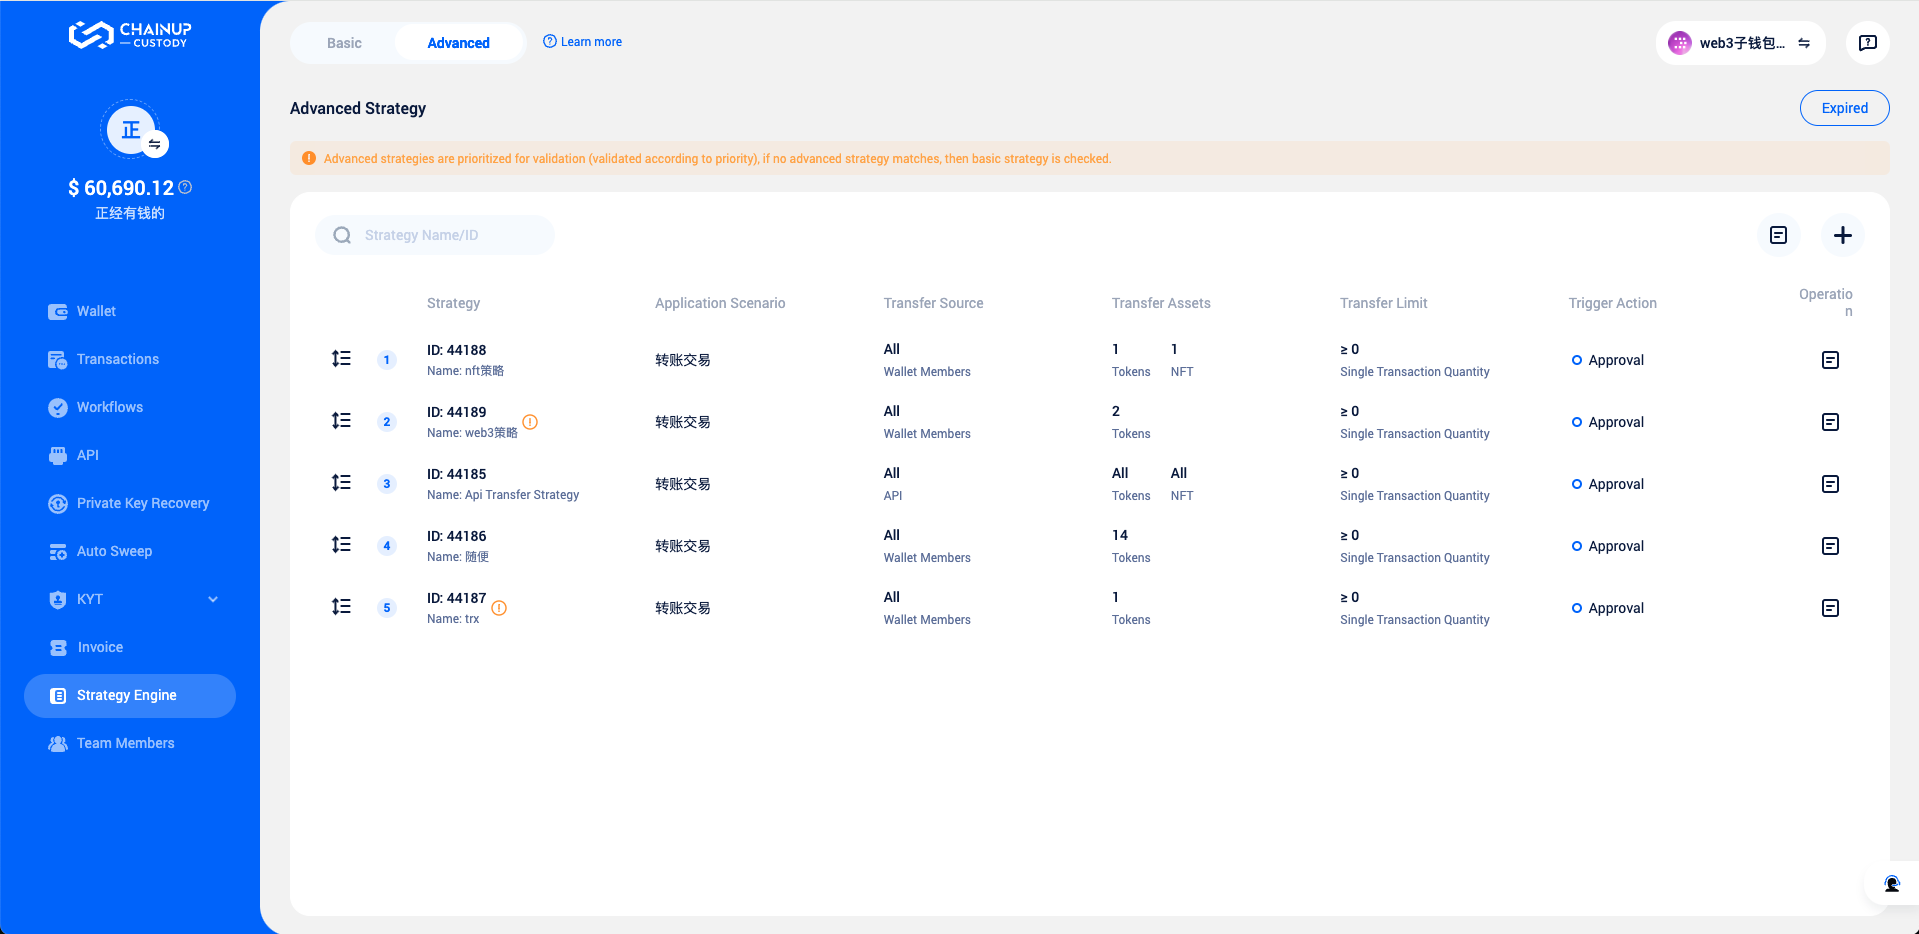 CHAINUP
CUSTODY
正
$ 60,690.12
正经有钱的
Wallet
Transactions
Workflows
API
Private Key Recovery
Auto Sweep
KYT
Invoice
Strategy Engine
Team Members
Basic
Advanced
Learn more
web3子钱包...
Advanced Strategy
Expired
Advanced strategies are prioritized for validation (validated according to priority), if no advanced strategy matches, then basic strategy is checked.
Strategy Name/ID
Strategy Application Scenario Transfer Source Transfer Assets Transfer Limit Trigger Action Operatio
n
1 ID: 44188 转账交易 All 1 1 ≥ 0 Approval
Name: nft策略 Wallet Members Tokens NFT Single Transaction Quantity
2 ID: 44189 转账交易 All 2 ≥ 0 Approval
Name: web3策略 Wallet Members Tokens Single Transaction Quantity
3 ID: 44185 转账交易 All All All ≥ 0 Approval
Name: Api Transfer Strategy API Tokens NFT Single Transaction Quantity
4 ID: 44186 转账交易 All 14 ≥ 0 Approval
Name: 随便 Wallet Members Tokens Single Transaction Quantity
5 ID: 44187 转账交易 All 1 ≥ 0 Approval
Name: trx Wallet Members Tokens Single Transaction Quantity